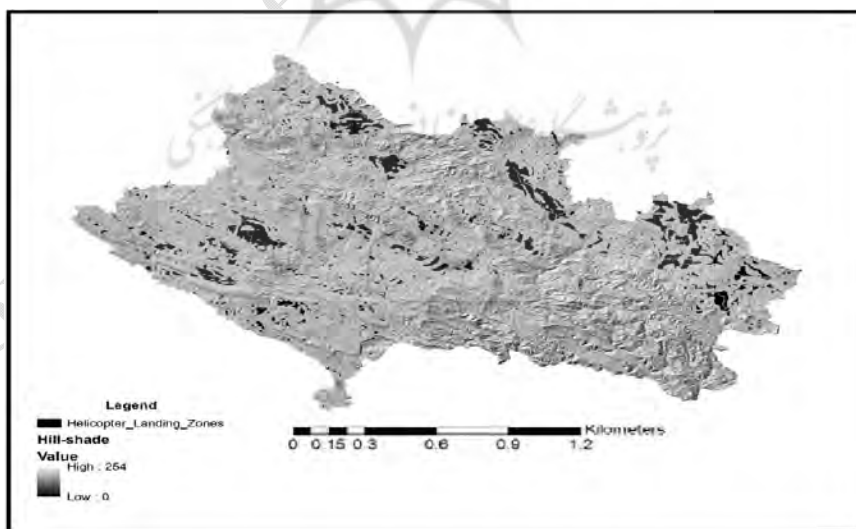 Legend
Helicopter_Landing_Zones
Hill-shade
Value
High : 254
Low : 0
Kilometers
0 0.15 0.3 0.6 0.9 1.2